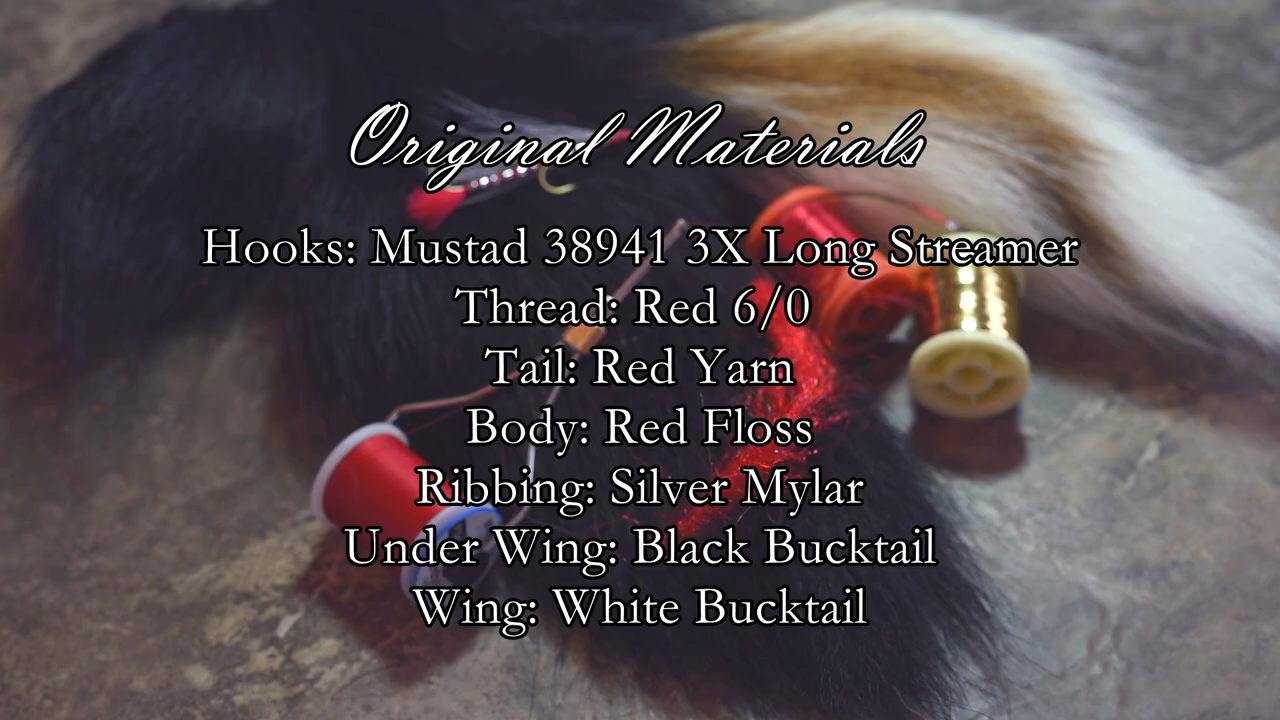 Original Materials
Hooks: Mustad 38941 3X Long Streamer
Thread: Red 6/0
Tail: Red Yarn
Body: Red Floss
Ribbing: Silver Mylar
Under Wing: Black Bucktail
Wing: White Bucktail